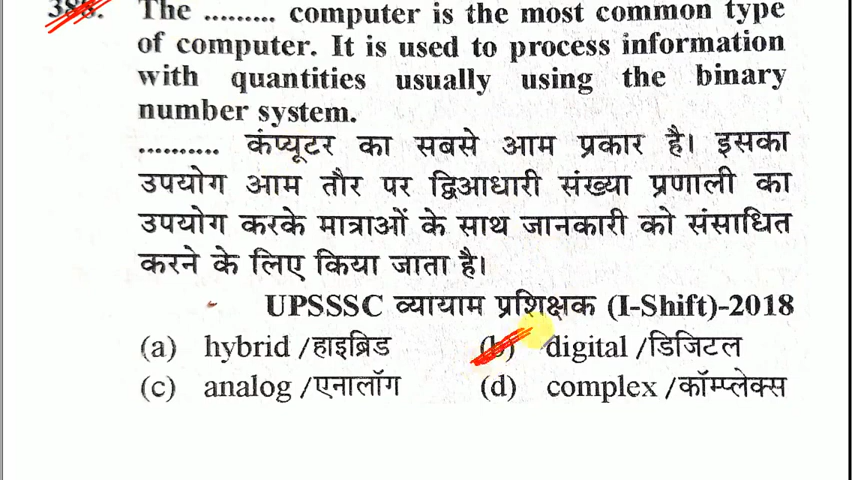 388. The ......... computer is the most common type
of computer. It is used to process information
with quantities usually using the binary
number system.
.......... कंप्यूटर का सबसे आम प्रकार है। इसका
उपयोग आम तौर पर द्विआधारी संख्या प्रणाली का
उपयोग करके मात्राओं के साथ जानकारी को संसाधित
करने के लिए किया जाता है।
UPSSSC व्यायाम प्रशिक्षक (I-Shift)-2018
(a) hybrid /हाइब्रिड (b) digital /डिजिटल
(c) analog /एनालॉग (d) complex /कॉम्प्लेक्स